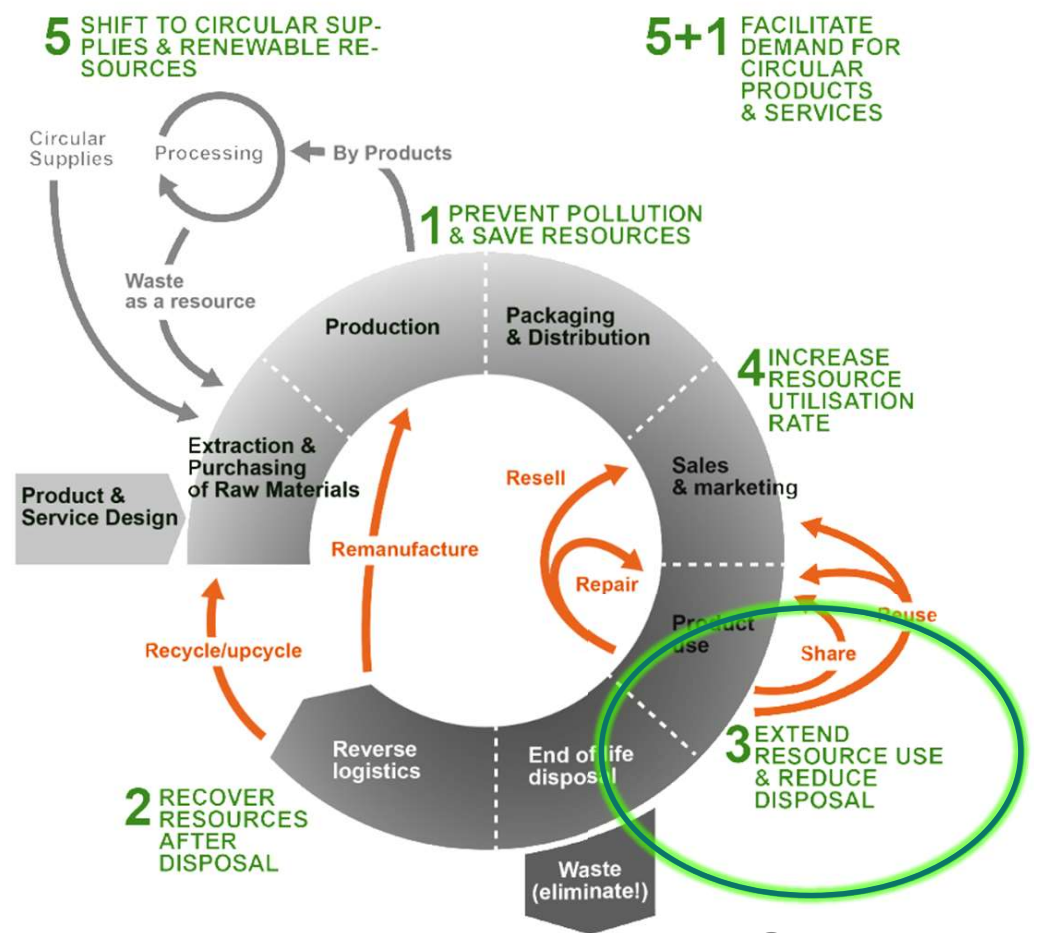 5 SHIFT TO CIRCULAR SUP-
PLIES & RENEWABLE RE-
SOURCES
5+1 FACILITATE
DEMAND FOR
CIRCULAR
PRODUCTS
& SERVICES
Circular
Supplies
Processing
By Products
1 PREVENT POLLUTION
& SAVE RESOURCES
Waste
as a resource
Production
Packaging
& Distribution
4 INCREASE
RESOURCE
UTILISATION
RATE
Extraction &
Purchasing
of Raw Materials
Product &
Service Design
Resell
Sales
& marketing
Remanufacture
Repair
Product
use
Reuse
Share
Recycle/upcycle
Reverse
logistics
End of life
disposal
3 EXTEND
RESOURCE USE
& REDUCE
DISPOSAL
2 RECOVER
RESOURCES
AFTER
DISPOSAL
Waste
(eliminate!)